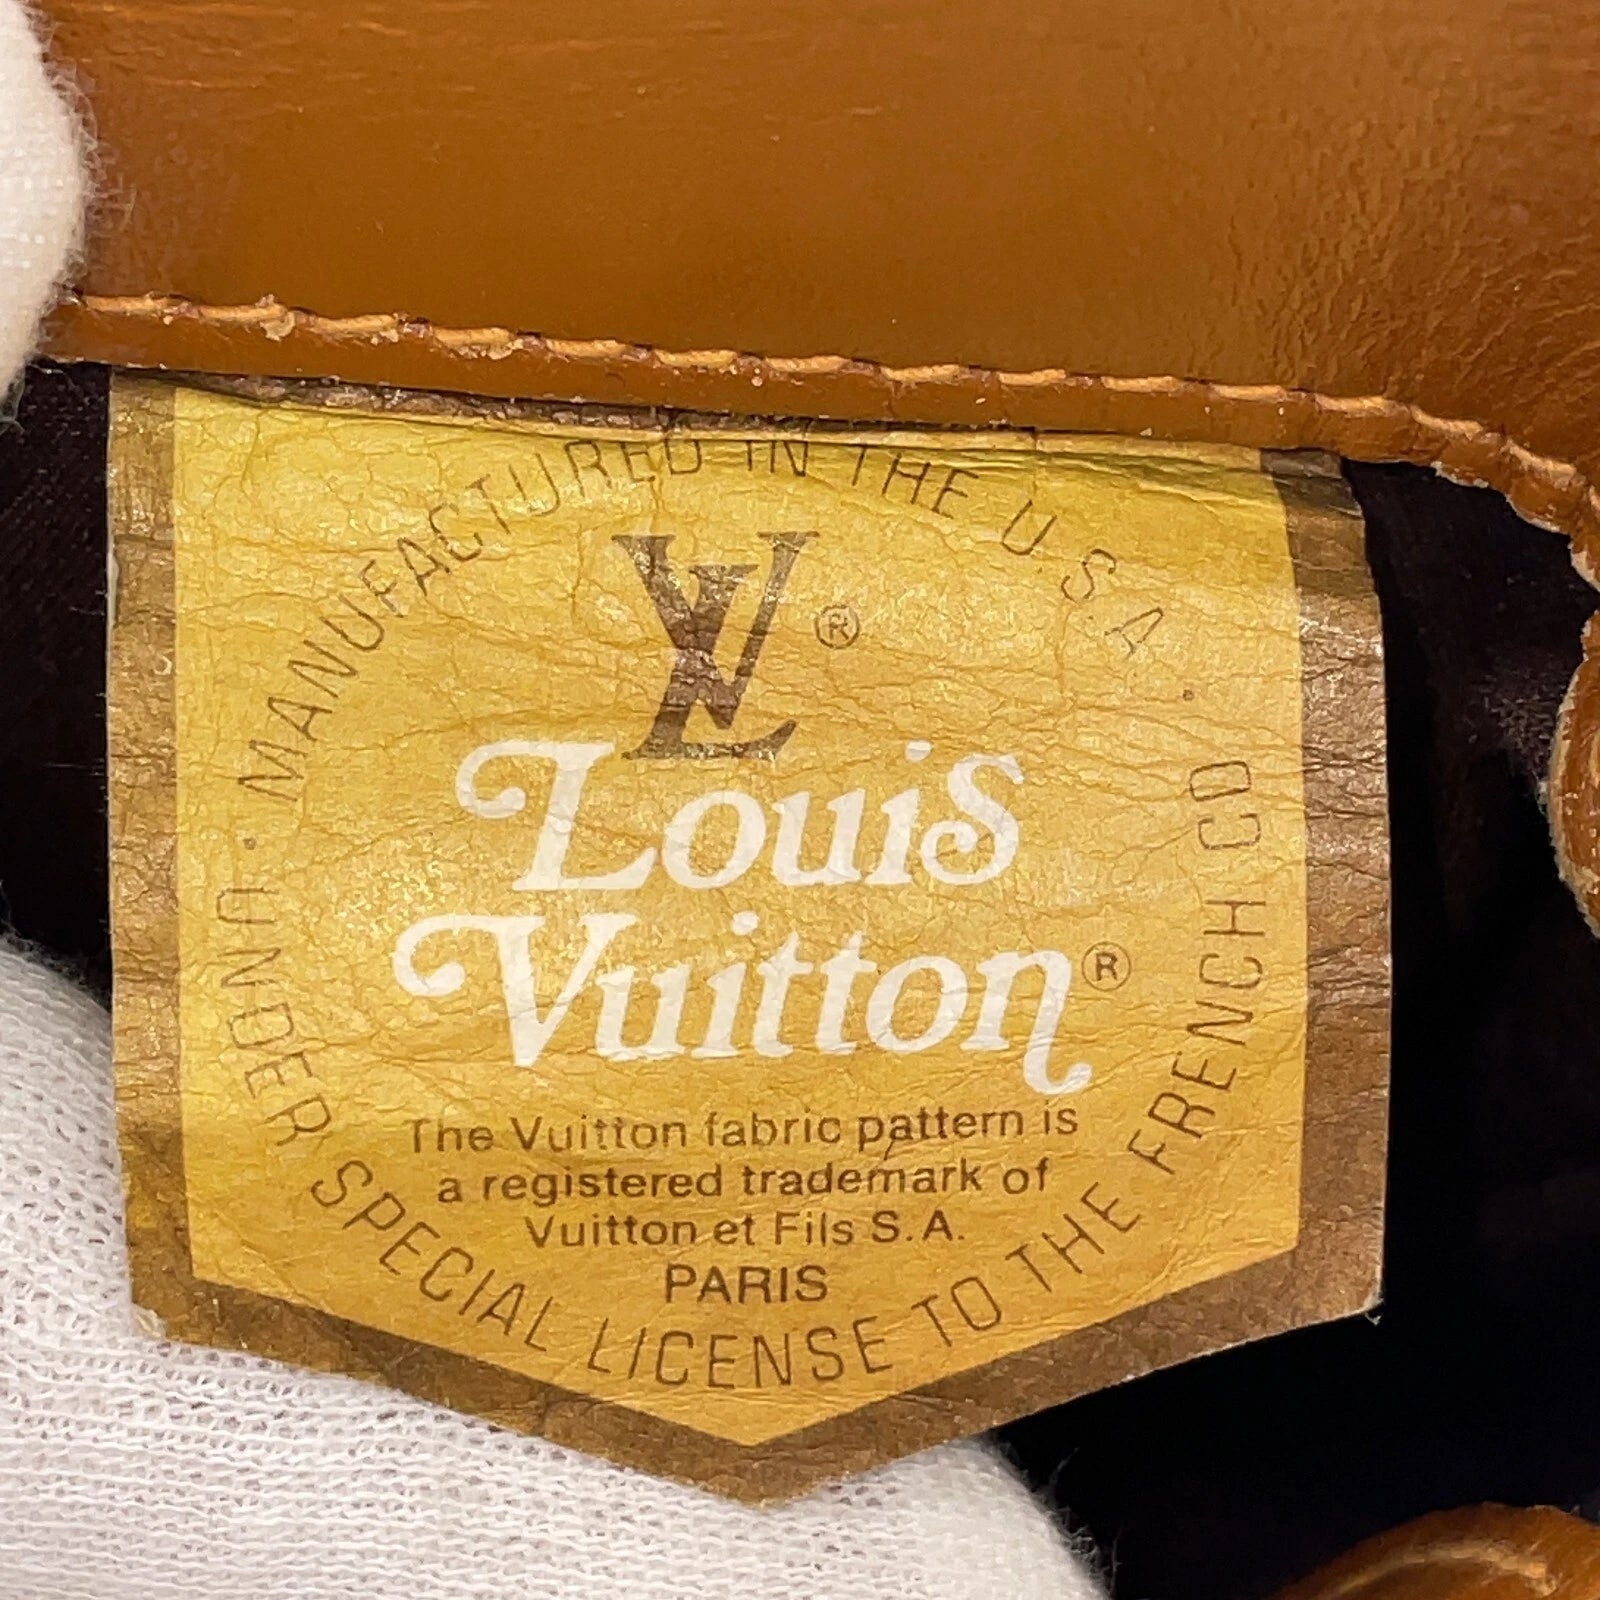 · MANUFACTURED IN THE U.S.A. ·
LV ®
Louis
Vuitton ®
The Vuitton fabric pattern is
a registered trademark of
Vuitton et Fils S.A.
PARIS
UNDER SPECIAL LICENSE TO THE FRENCH CO